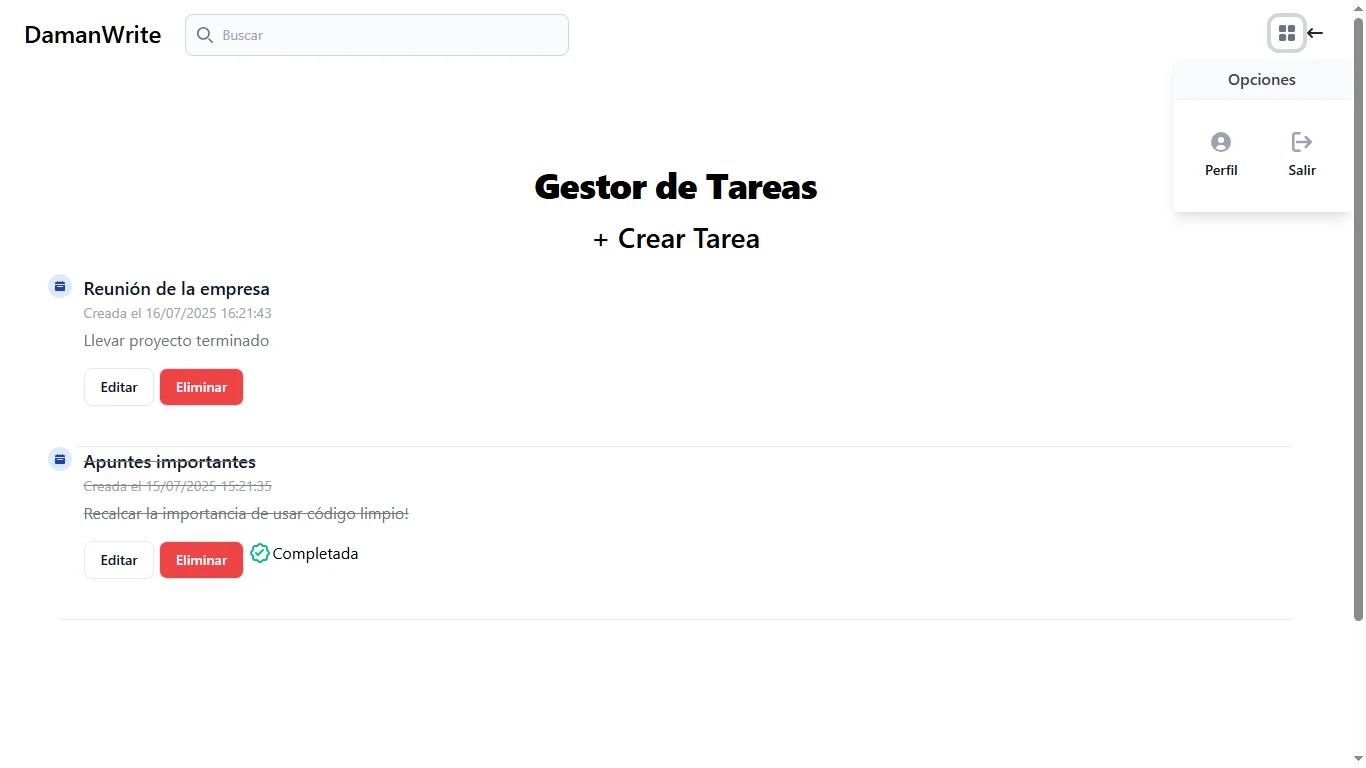 DamanWrite
Buscar
Opciones
Perfil
Salir
Gestor de Tareas
+ Crear Tarea
Reunión de la empresa
Creada el 16/07/2025 16:21:43
Llevar proyecto terminado
Editar
Eliminar
Apuntes importantes
Creada el 15/07/2025 15:21:35
Recalcar la importancia de usar código limpio!
Editar
Eliminar
Completada